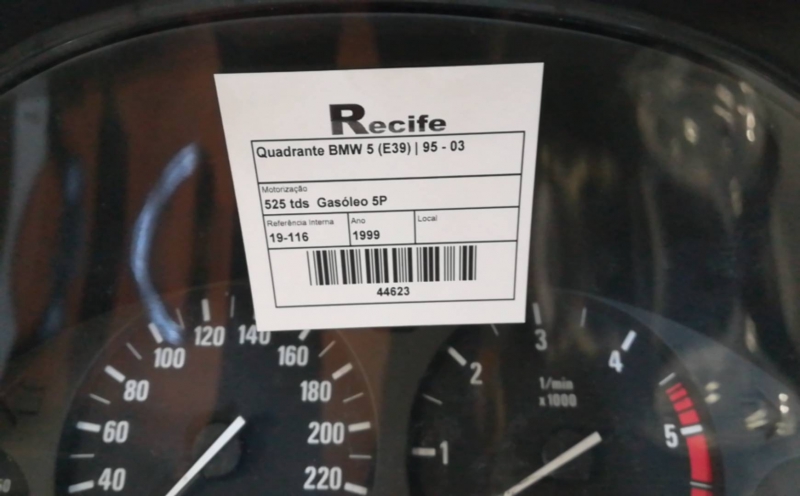 Recife
Quadrante BMW 5 (E39) | 95 - 03
Motorização
525 tds Gasóleo 5P
Referência Interna Ano Local
19-116 1999
44623
120 140
100 160
80 180
60 200
40 220
3
2 4
1/min
x 1000
1 5